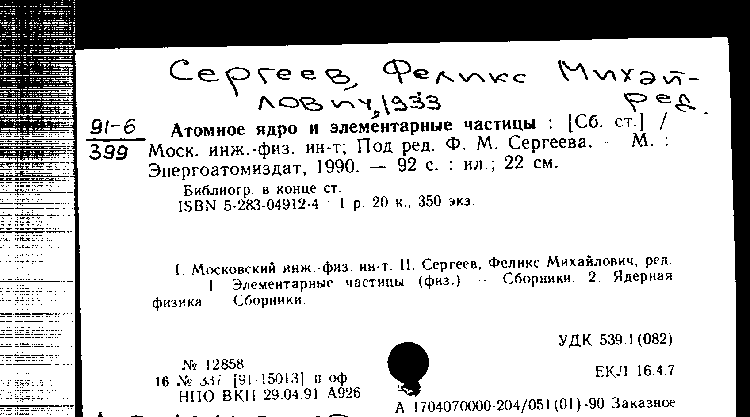 Сергеев, Феликс Михай-
лович, 1933 ред.
91-6
399
Атомное ядро и элементарные частицы : [Сб. ст.] /
Моск. инж.-физ. ин-т; Под ред. Ф. М. Сергеева. - М. :
Энергоатомиздат, 1990. — 92 с. : ил.; 22 см.
Библиогр. в конце ст.
ISBN 5-283-04912-4 1 р. 20 к., 350 экз.
I. Московский инж.-физ. ин-т. II. Сергеев, Феликс Михайлович, ред.
1 Элементарные частицы (физ.) — Сборники. 2. Ядерная
физика Сборники.
УДК 539.1(082)
№ 12858
ЕКЛ 16.4.7
16 № 337 [91-15013] п оф
НПО ВКП 29.04.91 А926
А 1704070000-204/051(01)-90 Заказное